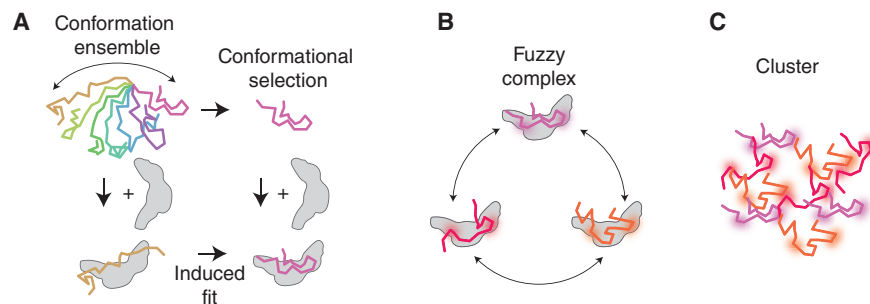 A
Conformation
ensemble
Conformational
selection
+
+
Induced
fit
B
Fuzzy
complex
C
Cluster